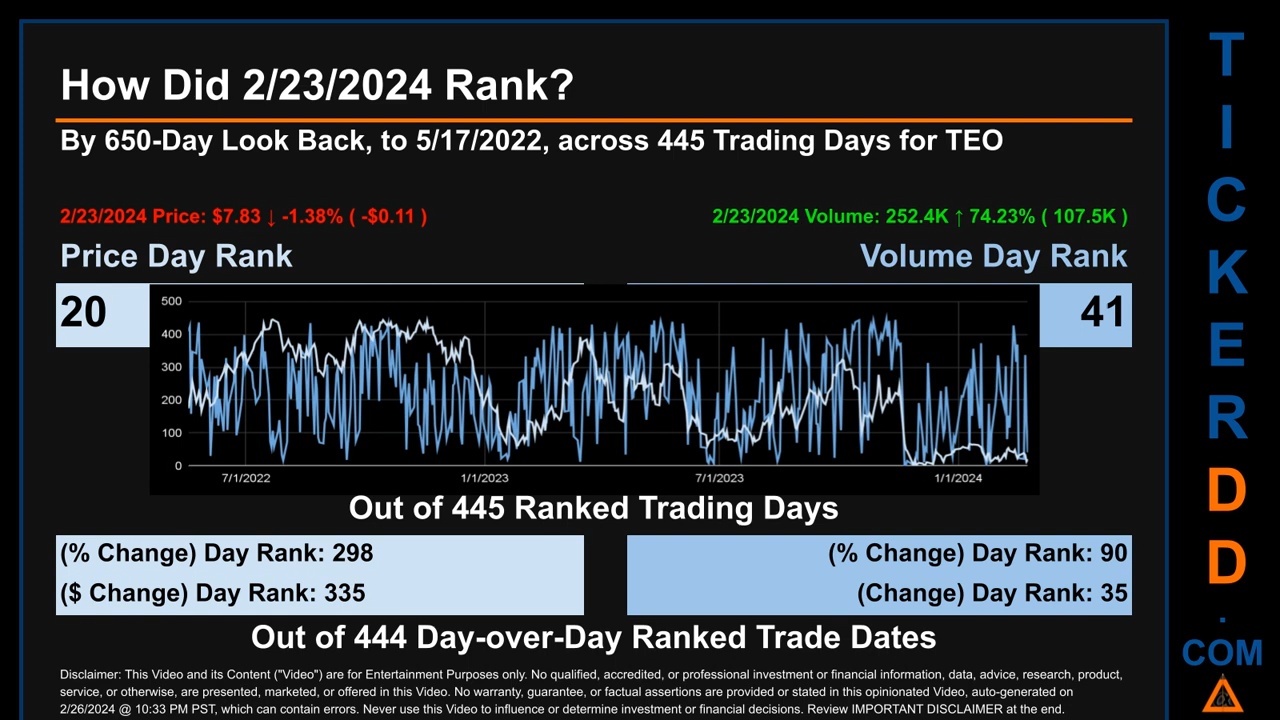 How Did 2/23/2024 Rank?
By 650-Day Look Back, to 5/17/2022, across 445 Trading Days for TEO
2/23/2024 Price: $7.83 ↓ -1.38% ( -$0.11 )
2/23/2024 Volume: 252.4K ↑ 74.23% ( 107.5K )
Price Day Rank
Volume Day Rank
20
41
500
400
300
200
100
0
7/1/2022
1/1/2023
7/1/2023
1/1/2024
Out of 445 Ranked Trading Days
(% Change) Day Rank: 298
($ Change) Day Rank: 335
(% Change) Day Rank: 90
(Change) Day Rank: 35
Out of 444 Day-over-Day Ranked Trade Dates
Disclaimer: This Video and its Content ("Video") are for Entertainment Purposes only. No qualified, accredited, or professional investment or financial information, data, advice, research, product,
service, or otherwise, are presented, marketed, or offered in this Video. No warranty, guarantee, or factual assertions are provided or stated in this opinionated Video, auto-generated on
2/26/2024 @ 10:33 PM PST, which can contain errors. Never use this Video to influence or determine investment or financial decisions. Review IMPORTANT DISCLAIMER at the end.
T
I
C
K
E
R
D
D
.
COM